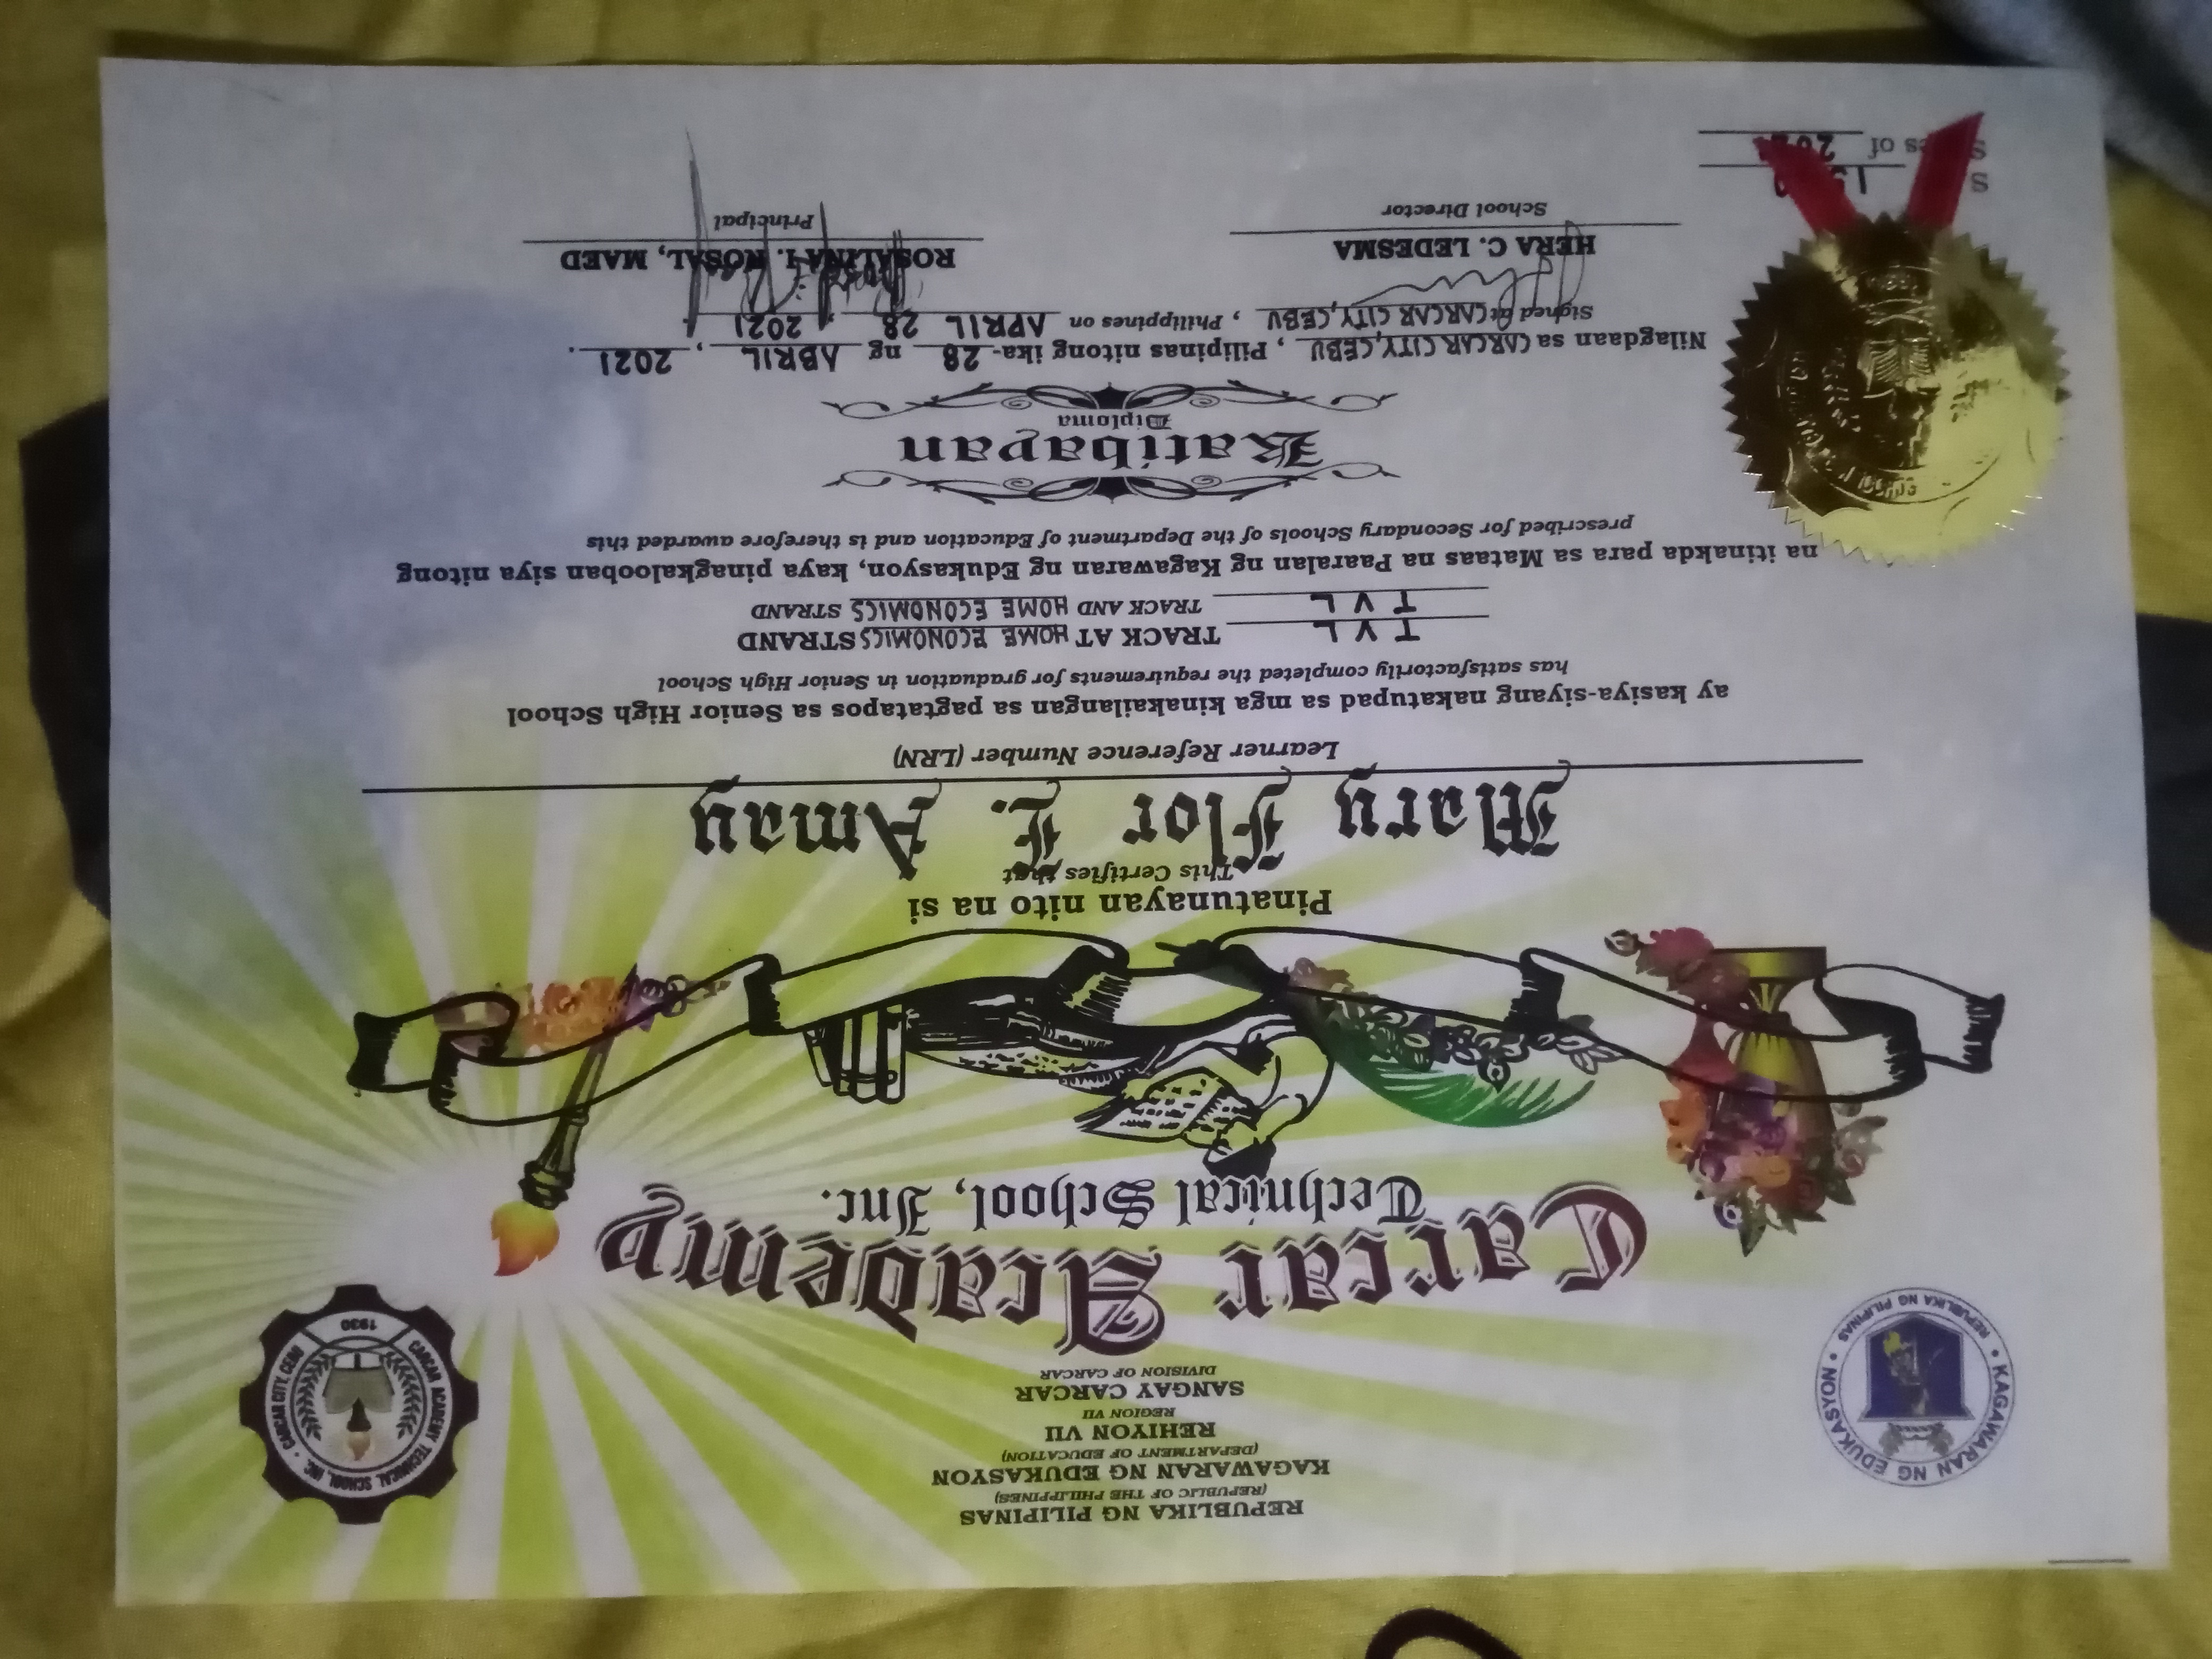 REPUBLIKA NG PILIPINAS
(REPUBLIC OF THE PHILIPPINES)
KAGAWARAN NG EDUKASYON
(DEPARTMENT OF EDUCATION)
REHIYON VII
REGION VII
SANGAY CARCAR
DIVISION OF CARCAR
KAGAWARAN NG EDUKASYON • REPUBLIKA NG PILIPINAS •
CARCAR ACADEMY TECHNICAL SCHOOL, INC. • CARCAR CITY, CEBU
1930
Carcar Academy
Technical School, Inc.
Pinatunayan nito na si
This Certifies that
Mary Flor L. Amay
Learner Reference Number (LRN)
ay kasiya-siyang nakatupad sa mga kinakailangan sa pagtatapos sa Senior High School
has satisfactorily completed the requirements for graduation in Senior High School
TVL TRACK AT HOME ECONOMICS STRAND
TVL TRACK AND HOME ECONOMICS STRAND
na itinakda para sa Mataas na Paaralan ng Kagawaran ng Edukasyon, kaya pinagkalooban siya nitong
prescribed for Secondary Schools of the Department of Education and is therefore awarded this
Katibayan
Diploma
Nilagdaan sa CARCAR CITY, CEBU, Pilipinas nitong ika-28 ng ABRIL, 2021.
Signed at CARCAR CITY, CEBU, Philippines on APRIL 28, 2021.
HERA C. LEDESMA
School Director
ROSALINA I. ROSAL, MAED
Principal
of